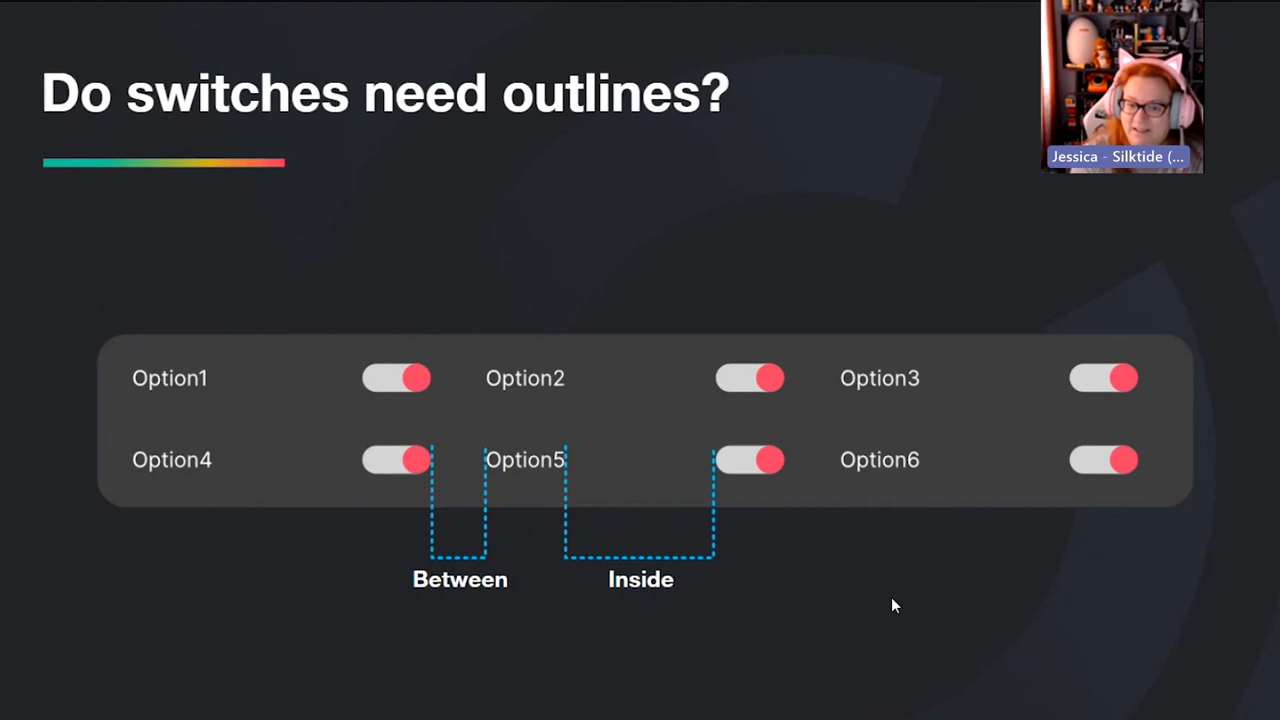 Do switches need outlines?
Jessica - Silktide (...
Option1
Option2
Option3
Option4
Option5
Option6
Between
Inside